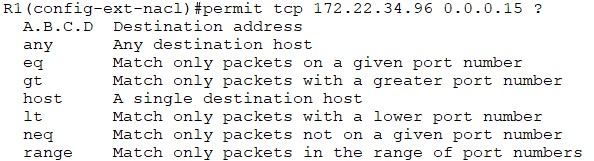 R1(config-ext-nacl)#permit tcp 172.22.34.96 0.0.0.15 ?
A.B.C.D  Destination address
any      Any destination host
eq       Match only packets on a given port number
gt       Match only packets with a greater port number
host     A single destination host
lt       Match only packets with a lower port number
neq      Match only packets not on a given port number
range    Match only packets in the range of port numbers